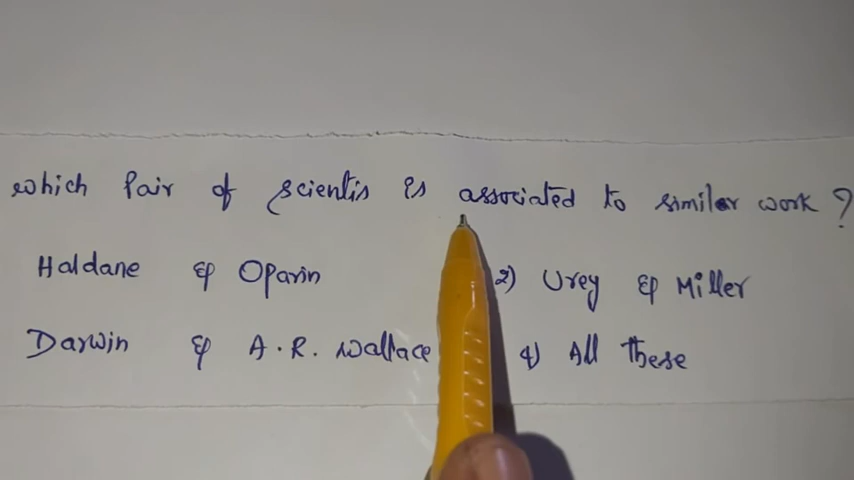 which Pair of scientis is associated to similar work ?
Haldane & Oparin 2) Urey & Miller
Darwin & A.R. Wallace 4) All these